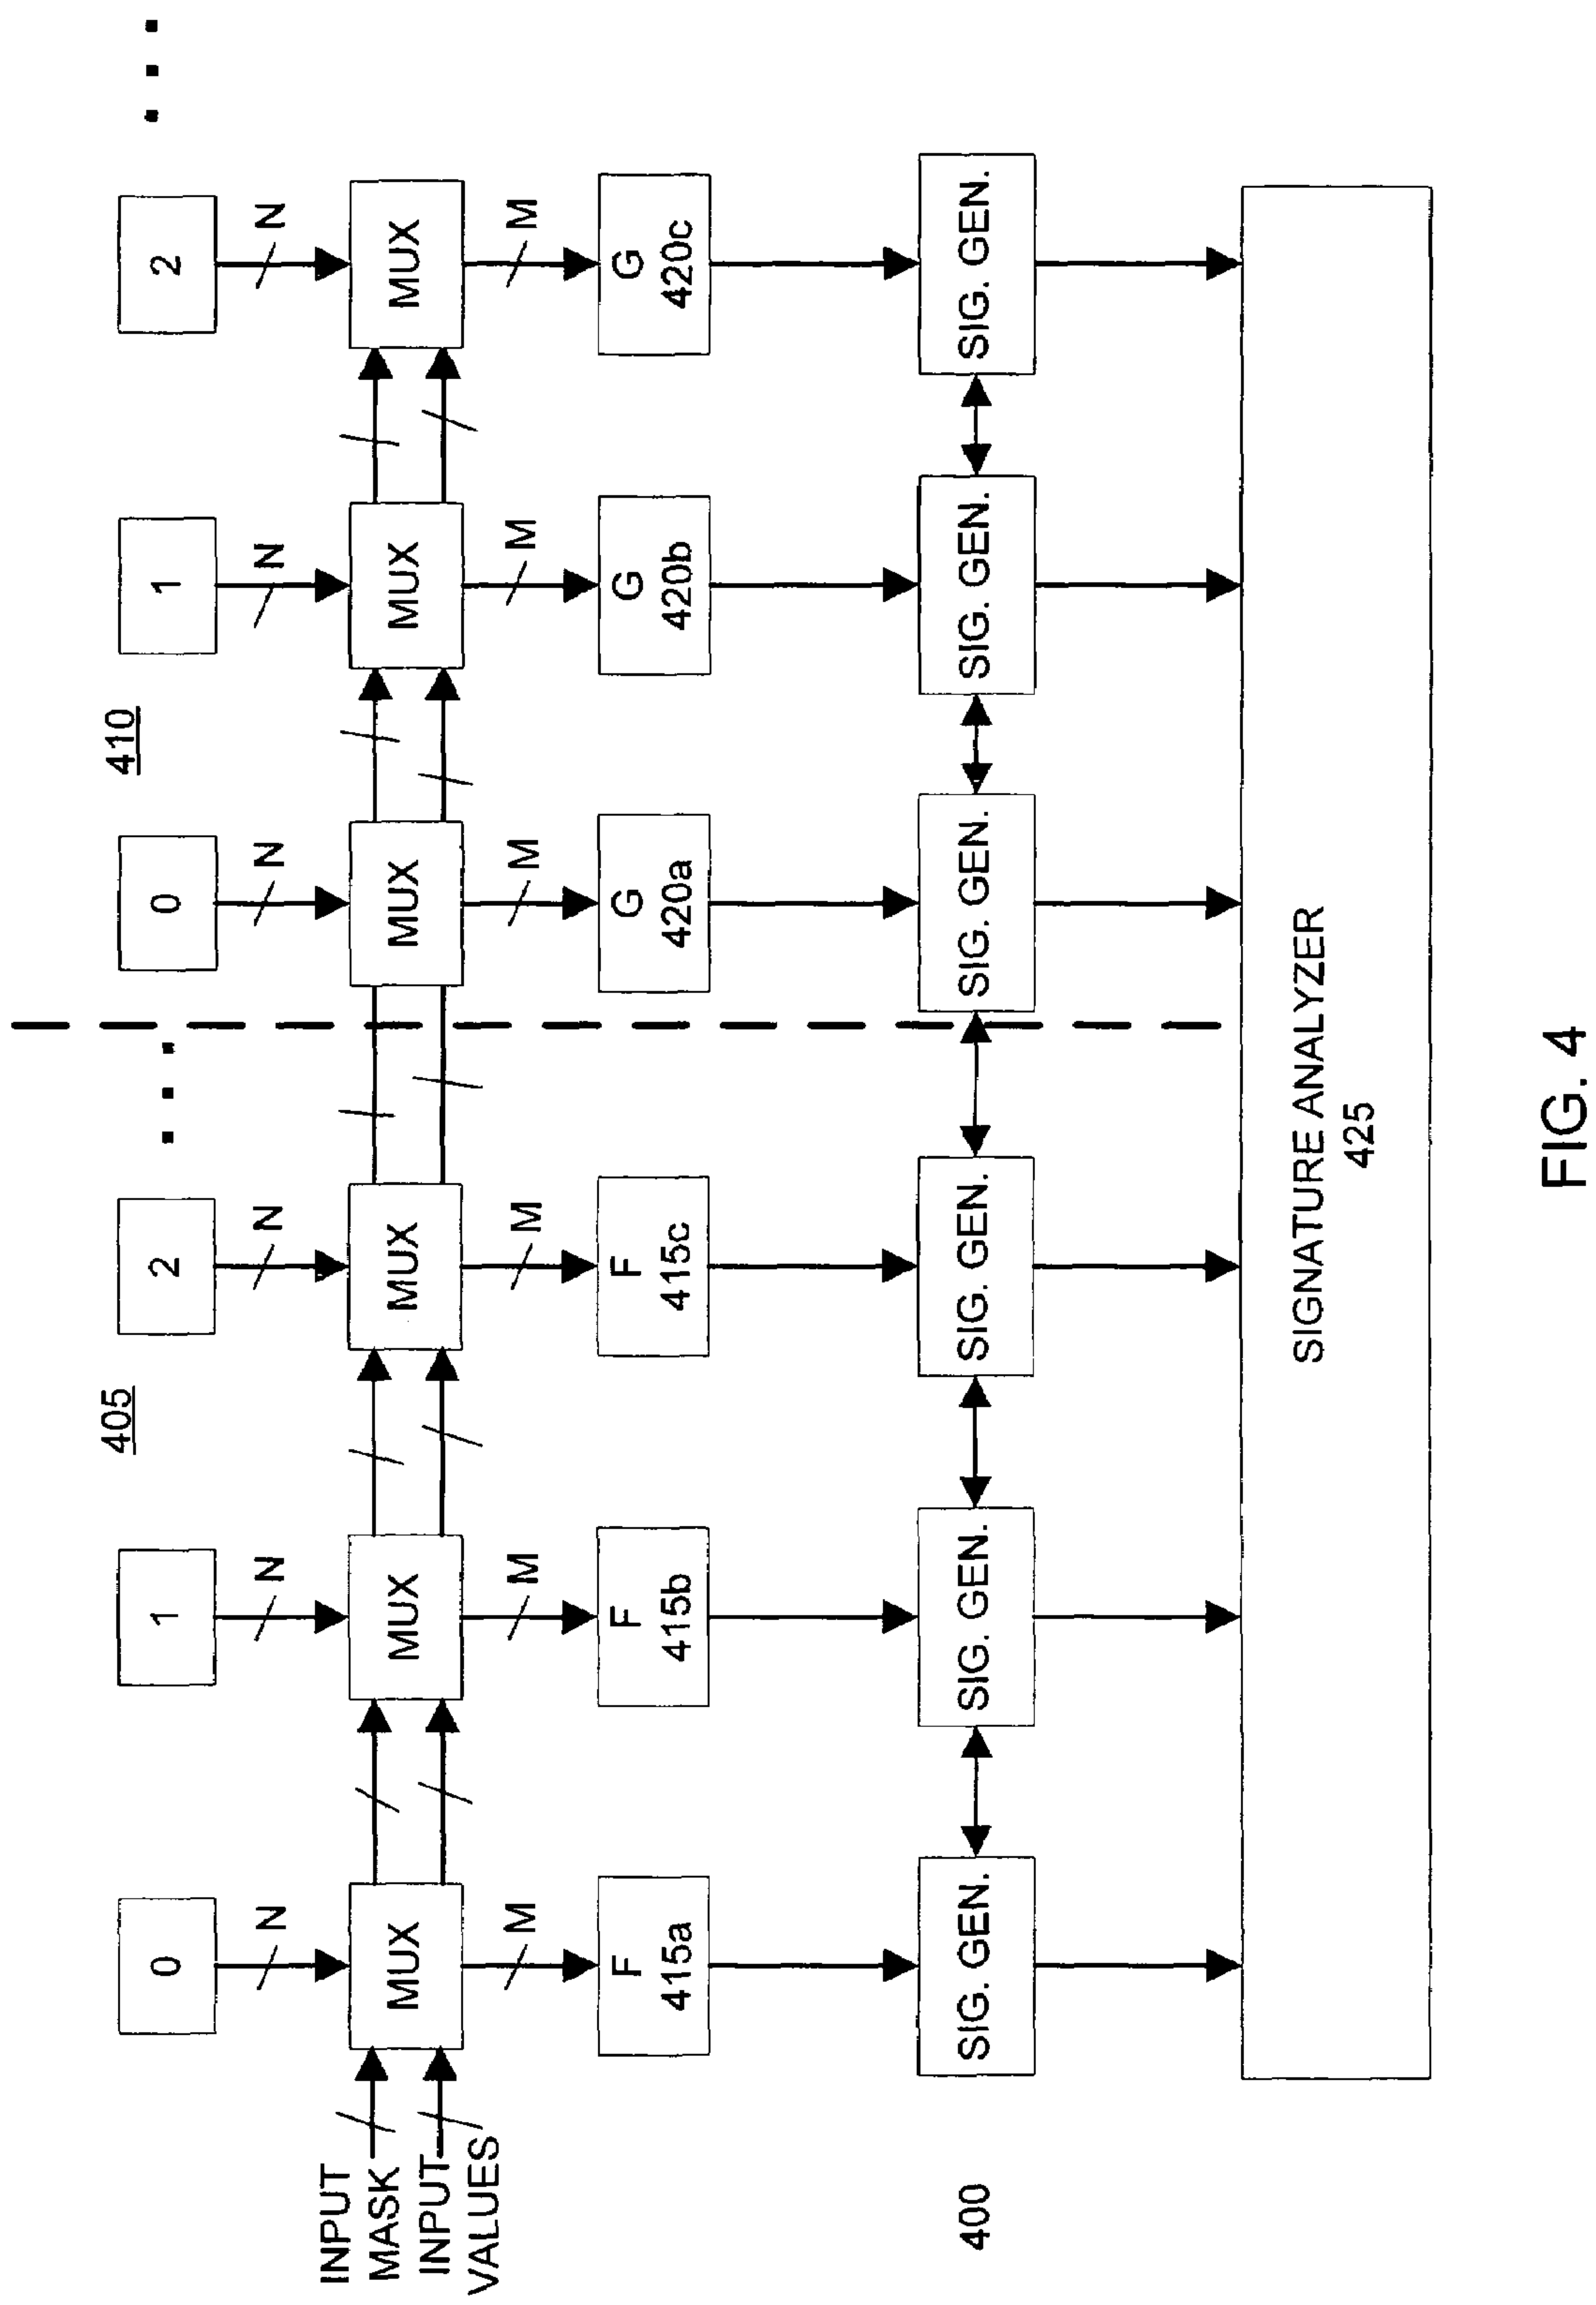 405
410
0
1
2
0
1
2
N
N
N
N
N
N
INPUT
MASK
INPUT
VALUES
MUX
MUX
MUX
MUX
MUX
MUX
M
M
M
M
M
M
F
415a
F
415b
F
415c
G
420a
G
420b
G
420c
400
SIG. GEN.
SIG. GEN.
SIG. GEN.
SIG. GEN.
SIG. GEN.
SIG. GEN.
SIGNATURE ANALYZER
425
FIG. 4